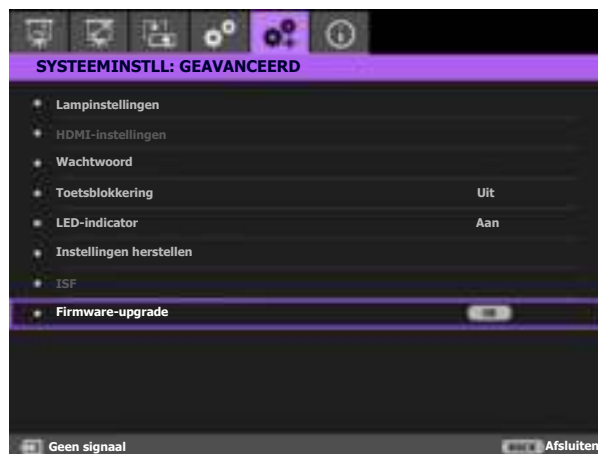 SYSTEEMINSTLL: GEAVANCEERD
Lampinstellingen
HDMI-instellingen
Wachtwoord
Toetsblokkering Uit
LED-indicator Aan
Instellingen herstellen
ISF
Firmware-upgrade
Geen signaal Afsluiten